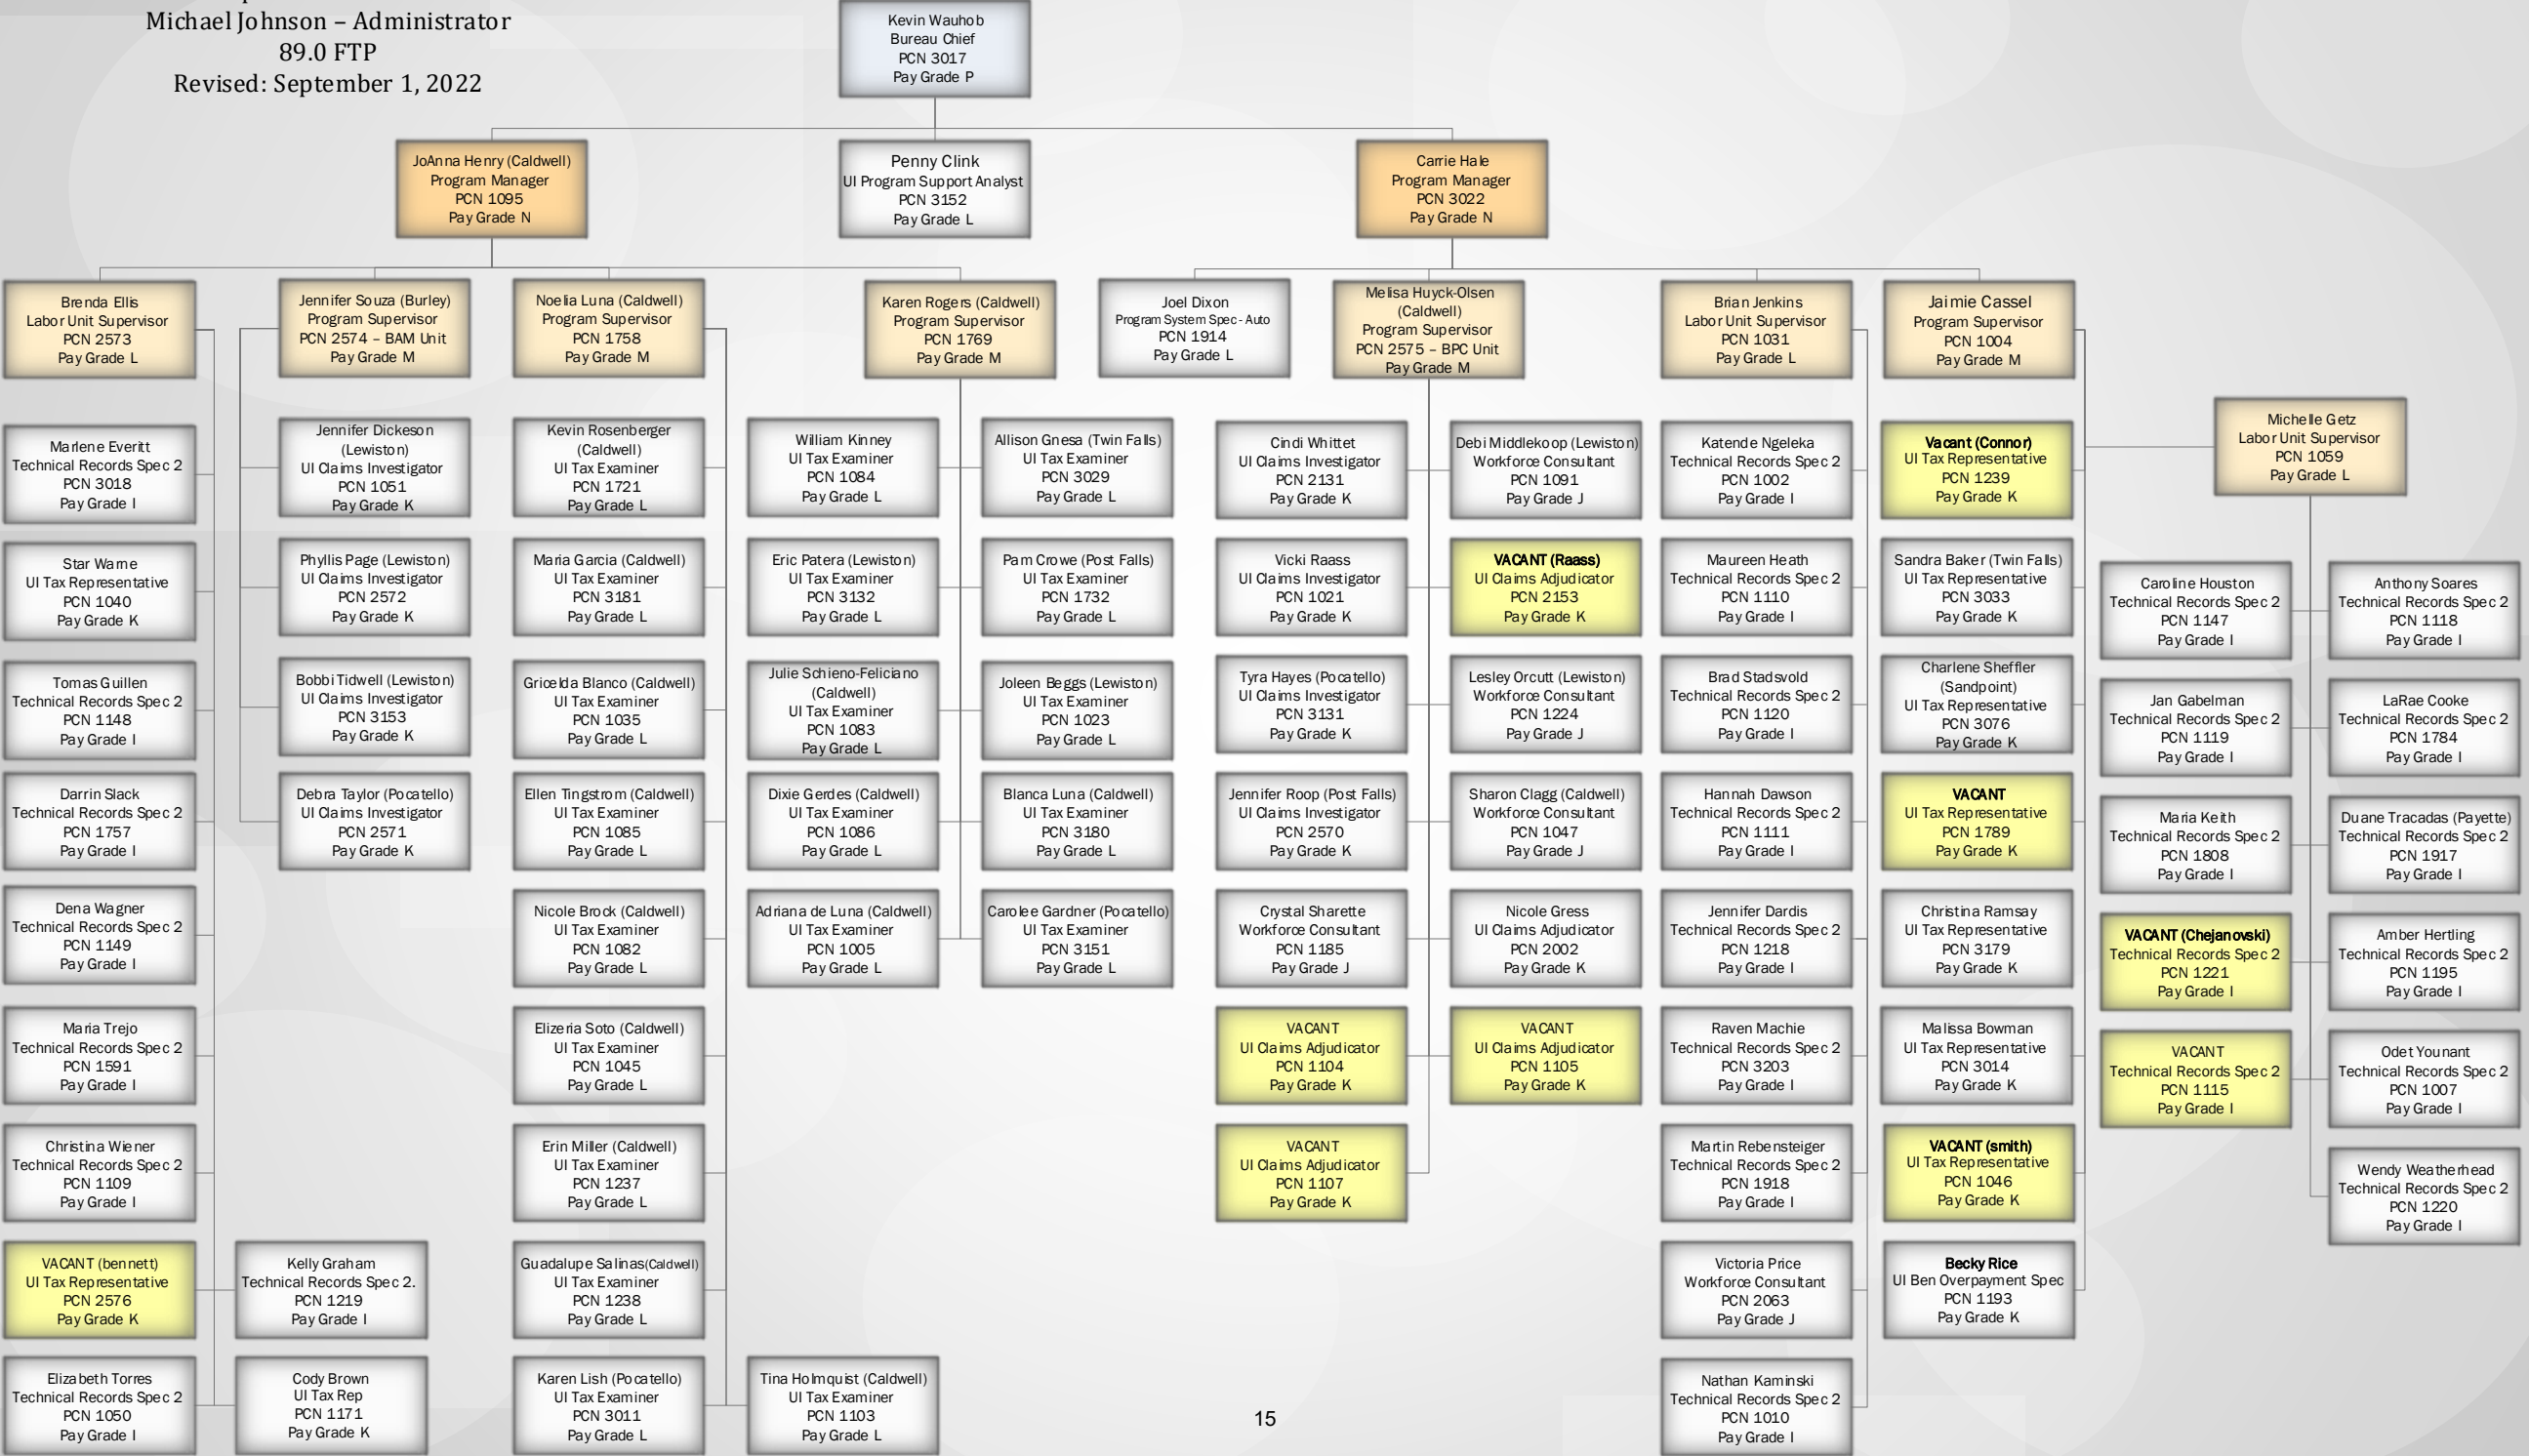 Michael Johnson – Administrator
89.0 FTP
Revised: September 1, 2022
Kevin Wauhob
Bureau Chief
PCN 3017
Pay Grade P
JoAnna Henry (Caldwell)
Program Manager
PCN 1095
Pay Grade N
Penny Clink
UI Program Support Analyst
PCN 3152
Pay Grade L
Carrie Hale
Program Manager
PCN 3022
Pay Grade N
Brenda Ellis
Labor Unit Supervisor
PCN 2573
Pay Grade L
Jennifer Souza (Burley)
Program Supervisor
PCN 2574 – BAM Unit
Pay Grade M
Noelia Luna (Caldwell)
Program Supervisor
PCN 1758
Pay Grade M
Karen Rogers (Caldwell)
Program Supervisor
PCN 1769
Pay Grade M
Joel Dixon
Program System Spec - Auto
PCN 1914
Pay Grade L
Melisa Huyck-Olsen
(Caldwell)
Program Supervisor
PCN 2575 – BPC Unit
Pay Grade M
Brian Jenkins
Labor Unit Supervisor
PCN 1031
Pay Grade L
Jaimie Cassel
Program Supervisor
PCN 1004
Pay Grade M
Michelle Getz
Labor Unit Supervisor
PCN 1059
Pay Grade L
Marlene Everitt
Technical Records Spec 2
PCN 3018
Pay Grade I
Star Warne
UI Tax Representative
PCN 1040
Pay Grade K
Tomas Guillen
Technical Records Spec 2
PCN 1148
Pay Grade I
Darrin Slack
Technical Records Spec 2
PCN 1757
Pay Grade I
Dena Wagner
Technical Records Spec 2
PCN 1149
Pay Grade I
Maria Trejo
Technical Records Spec 2
PCN 1591
Pay Grade I
Christina Wiener
Technical Records Spec 2
PCN 1109
Pay Grade I
VACANT (bennett)
UI Tax Representative
PCN 2576
Pay Grade K
Kelly Graham
Technical Records Spec 2.
PCN 1219
Pay Grade I
Elizabeth Torres
Technical Records Spec 2
PCN 1050
Pay Grade I
Cody Brown
UI Tax Rep
PCN 1171
Pay Grade K
Jennifer Dickeson
(Lewiston)
UI Claims Investigator
PCN 1051
Pay Grade K
Phyllis Page (Lewiston)
UI Claims Investigator
PCN 2572
Pay Grade K
Bobbi Tidwell (Lewiston)
UI Claims Investigator
PCN 3153
Pay Grade K
Debra Taylor (Pocatello)
UI Claims Investigator
PCN 2571
Pay Grade K
Kevin Rosenberger
(Caldwell)
UI Tax Examiner
PCN 1721
Pay Grade L
Maria Garcia (Caldwell)
UI Tax Examiner
PCN 3181
Pay Grade L
Gricelda Blanco (Caldwell)
UI Tax Examiner
PCN 1035
Pay Grade L
Ellen Tingstrom (Caldwell)
UI Tax Examiner
PCN 1085
Pay Grade L
Nicole Brock (Caldwell)
UI Tax Examiner
PCN 1082
Pay Grade L
Elizeria Soto (Caldwell)
UI Tax Examiner
PCN 1045
Pay Grade L
Erin Miller (Caldwell)
UI Tax Examiner
PCN 1237
Pay Grade L
Guadalupe Salinas(Caldwell)
UI Tax Examiner
PCN 1238
Pay Grade L
Karen Lish (Pocatello)
UI Tax Examiner
PCN 3011
Pay Grade L
Tina Holmquist (Caldwell)
UI Tax Examiner
PCN 1103
Pay Grade L
William Kinney
UI Tax Examiner
PCN 1084
Pay Grade L
Allison Gnesa (Twin Falls)
UI Tax Examiner
PCN 3029
Pay Grade L
Eric Patera (Lewiston)
UI Tax Examiner
PCN 3132
Pay Grade L
Pam Crowe (Post Falls)
UI Tax Examiner
PCN 1732
Pay Grade L
Julie Schieno-Feliciano
(Caldwell)
UI Tax Examiner
PCN 1083
Pay Grade L
Joleen Beggs (Lewiston)
UI Tax Examiner
PCN 1023
Pay Grade L
Dixie Gerdes (Caldwell)
UI Tax Examiner
PCN 1086
Pay Grade L
Blanca Luna (Caldwell)
UI Tax Examiner
PCN 3180
Pay Grade L
Adriana de Luna (Caldwell)
UI Tax Examiner
PCN 1005
Pay Grade L
Carolee Gardner (Pocatello)
UI Tax Examiner
PCN 3151
Pay Grade L
Cindi Whittet
UI Claims Investigator
PCN 2131
Pay Grade K
Debi Middlekoop (Lewiston)
Workforce Consultant
PCN 1091
Pay Grade J
Vicki Raass
UI Claims Investigator
PCN 1021
Pay Grade K
VACANT (Raass)
UI Claims Adjudicator
PCN 2153
Pay Grade K
Tyra Hayes (Pocatello)
UI Claims Investigator
PCN 3131
Pay Grade K
Lesley Orcutt (Lewiston)
Workforce Consultant
PCN 1224
Pay Grade J
Jennifer Roop (Post Falls)
UI Claims Investigator
PCN 2570
Pay Grade K
Sharon Clagg (Caldwell)
Workforce Consultant
PCN 1047
Pay Grade J
Crystal Sharette
Workforce Consultant
PCN 1185
Pay Grade J
Nicole Gress
UI Claims Adjudicator
PCN 2002
Pay Grade K
VACANT
UI Claims Adjudicator
PCN 1104
Pay Grade K
VACANT
UI Claims Adjudicator
PCN 1105
Pay Grade K
VACANT
UI Claims Adjudicator
PCN 1107
Pay Grade K
Katende Ngeleka
Technical Records Spec 2
PCN 1002
Pay Grade I
Maureen Heath
Technical Records Spec 2
PCN 1110
Pay Grade I
Brad Stadsvold
Technical Records Spec 2
PCN 1120
Pay Grade I
Hannah Dawson
Technical Records Spec 2
PCN 1111
Pay Grade I
Jennifer Dardis
Technical Records Spec 2
PCN 1218
Pay Grade I
Raven Machie
Technical Records Spec 2
PCN 3203
Pay Grade I
Martin Rebensteiger
Technical Records Spec 2
PCN 1918
Pay Grade I
Victoria Price
Workforce Consultant
PCN 2063
Pay Grade J
Nathan Kaminski
Technical Records Spec 2
PCN 1010
Pay Grade I
Vacant (Connor)
UI Tax Representative
PCN 1239
Pay Grade K
Sandra Baker (Twin Falls)
UI Tax Representative
PCN 3033
Pay Grade K
Charlene Sheffler
(Sandpoint)
UI Tax Representative
PCN 3076
Pay Grade K
VACANT
UI Tax Representative
PCN 1789
Pay Grade K
Christina Ramsay
UI Tax Representative
PCN 3179
Pay Grade K
Malissa Bowman
UI Tax Representative
PCN 3014
Pay Grade K
VACANT (smith)
UI Tax Representative
PCN 1046
Pay Grade K
Becky Rice
UI Ben Overpayment Spec
PCN 1193
Pay Grade K
Caroline Houston
Technical Records Spec 2
PCN 1147
Pay Grade I
Anthony Soares
Technical Records Spec 2
PCN 1118
Pay Grade I
Jan Gabelman
Technical Records Spec 2
PCN 1119
Pay Grade I
LaRae Cooke
Technical Records Spec 2
PCN 1784
Pay Grade I
Maria Keith
Technical Records Spec 2
PCN 1808
Pay Grade I
Duane Tracadas (Payette)
Technical Records Spec 2
PCN 1917
Pay Grade I
VACANT (Chejanovski)
Technical Records Spec 2
PCN 1221
Pay Grade I
Amber Hertling
Technical Records Spec 2
PCN 1195
Pay Grade I
VACANT
Technical Records Spec 2
PCN 1115
Pay Grade I
Odet Younant
Technical Records Spec 2
PCN 1007
Pay Grade I
Wendy Weatherhead
Technical Records Spec 2
PCN 1220
Pay Grade I
15